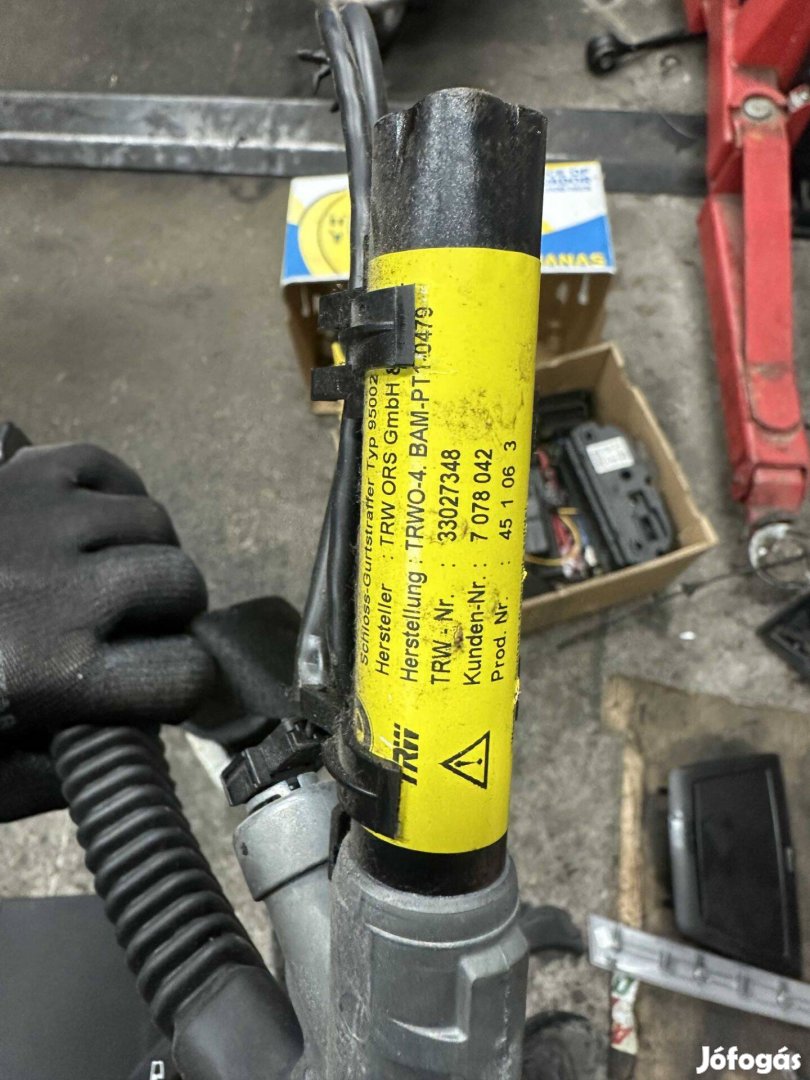 Schloss-Gurtstraffer Typ 95002
Hersteller : TRW ORS GmbH &
Herstellung : TRWO-4. BAM-PT1-0479
TRW - Nr. : 33027348
Kunden-Nr. : 7 078 042
Prod. Nr : 45 1 06 3
TRW
ANAS
Jófogás